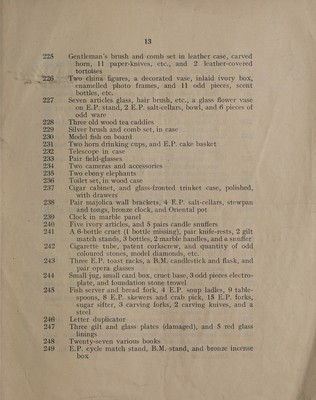 13
225 Gentleman's brush and comb set in leather case, carved
horn, 11 paper-knives, etc., and 2 leather-covered
tortoises
226 Two china figures, a decorated vase, inlaid ivory box,
enamelled photo frames, and 11 odd pieces, scent
bottles, etc.
227 Seven articles glass, hair brush, etc., a glass flower vase
on E.P. stand, 2 E.P. salt-cellars, bowl, and 6 pieces of
odd ware
228 Three old wood tea caddies
229 Silver brush and comb set, in case
230 Model fish on board
231 Two horn drinking cups, and E.P. cake basket
232 Telescope in case
233 Pair field-glasses
234 Two cameras and accessories
235 Two ebony elephants
236 Toilet set, in wood case
237 Cigar cabinet, and glass-fronted trinket case, polished,
with drawers
238 Pair majolica wall brackets, 4 E.P. salt-cellars, stewpan
and tongs, bronze clock, and Oriental pot
239 Clock in marble panel
240 Five ivory articles, and 5 pairs candle snuffers
241 A 6-bottle cruet (1 bottle missing), pair knife-rests, 2 gilt
match stands, 3 bottles, 2 marble handles, and a snuffer
242 Cigarette tube, patent corkscrew, and quantity of odd
coloured stones, model diamonds, etc.
243 Three E.P. toast racks, a B.M. candlestick and flask, and
pair opera glasses
244 Small jug, small card box, cruet base, 3 odd pieces electro-
plate, and foundation stone trowel
245 Fish server and bread fork, 4 E.P. soup ladles, 9 table-
spoons, 8 E.P. skewers and crab pick, 18 E.P. forks,
sugar sifter, 3 carving forks, 2 carving knives, and a
steel
246 Letter duplicator
247 Three gilt and glass plates (damaged), and 5 red glass
linings
248 Twenty-seven various books
249 E.P. cycle match stand, B.M. stand, and bronze incense
box